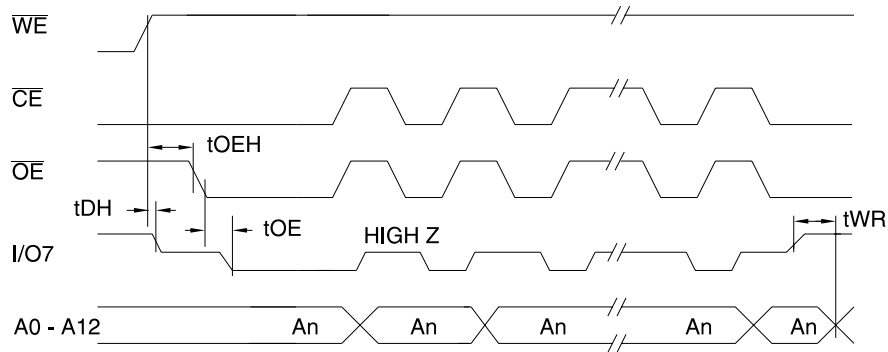 WE
CE
tOEH
OE
tDH
tOE
HIGH Z
tWR
I/O7
A0 - A12
An
An
An
An
An